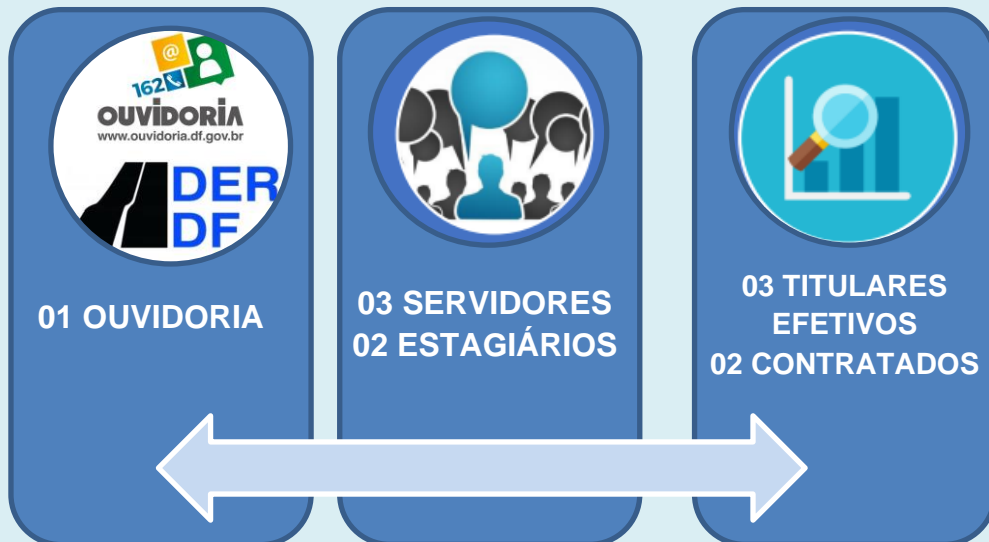 @
162
OUVIDORIA
www.ouvidoria.df.gov.br
DER
DF
01 OUVIDORIA
03 SERVIDORES
02 ESTAGIÁRIOS
03 TITULARES
EFETIVOS
02 CONTRATADOS